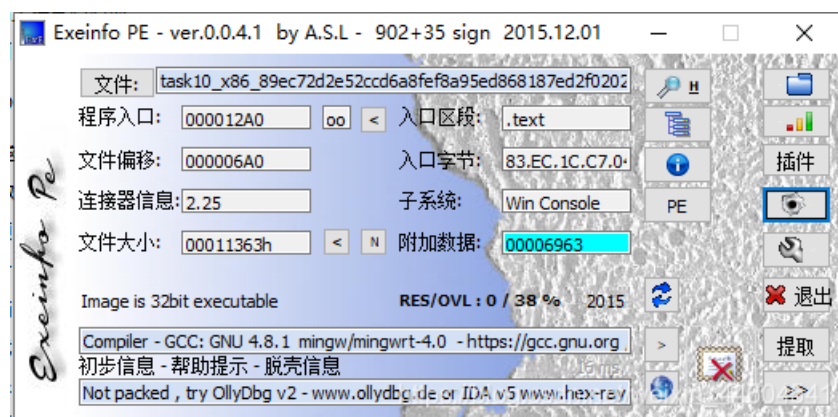 Exeinfo PE - ver.0.0.4.1 by A.S.L - 902+35 sign 2015.12.01
Exeinfo Pe
文件: task10_x86_89ec72d2e52ccd6a8fef8a95ed868187ed2f0202 H
程序入口: 000012A0 oo < 入口区段: .text
文件偏移: 000006A0 入口字节: 83.EC.1C.C7.0 插件
连接器信息: 2.25 子系统: Win Console PE
文件大小: 00011363h < N 附加数据: 00006963
Image is 32bit executable RES/OVL : 0 / 38 % 2015 退出
Compiler - GCC: GNU 4.8.1 mingw/mingwrt-4.0 - https://gcc.gnu.org > 提取
初步信息 - 帮助提示 - 脱壳信息
Not packed , try OllyDbg v2 - www.ollydbg.de or IDA v5 www.hex-ray >>